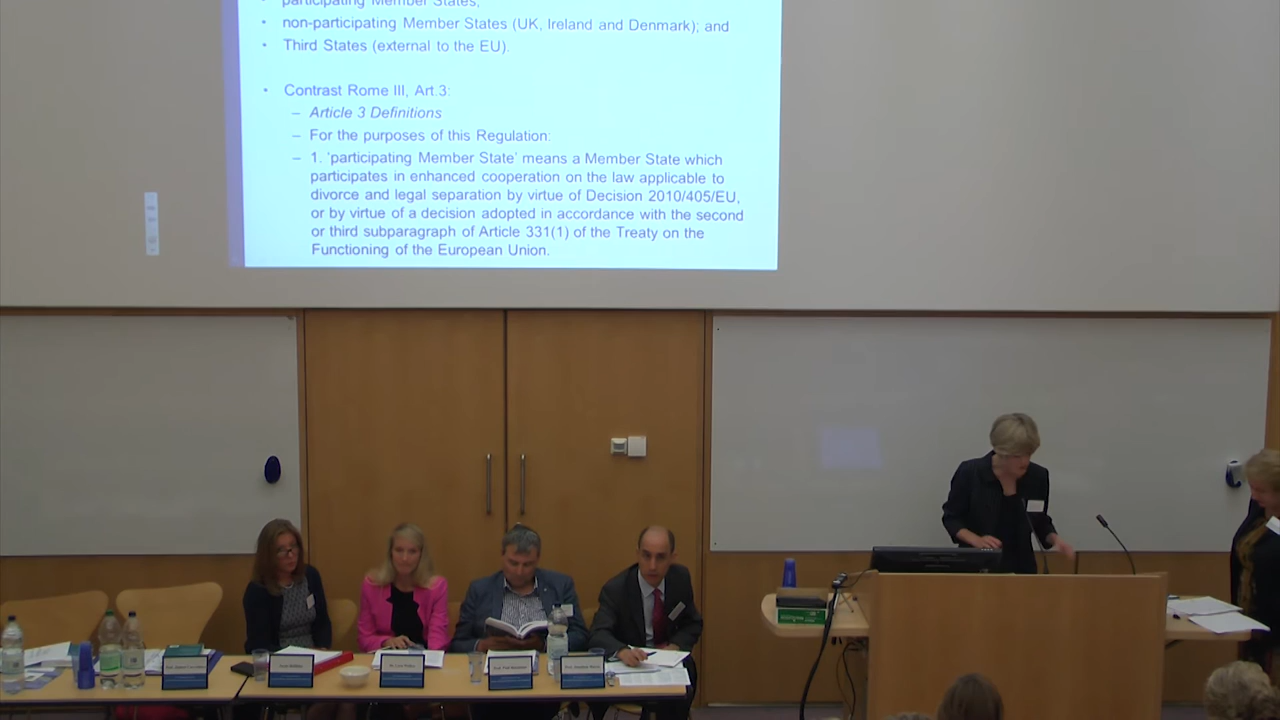 participating Member States;
• non-participating Member States (UK, Ireland and Denmark); and
• Third States (external to the EU).
• Contrast Rome III, Art.3:
– Article 3 Definitions
– For the purposes of this Regulation:
– 1. 'participating Member State' means a Member State which
participates in enhanced cooperation on the law applicable to
divorce and legal separation by virtue of Decision 2010/405/EU,
or by virtue of a decision adopted in accordance with the second
or third subparagraph of Article 331(1) of the Treaty on the
Functioning of the European Union.